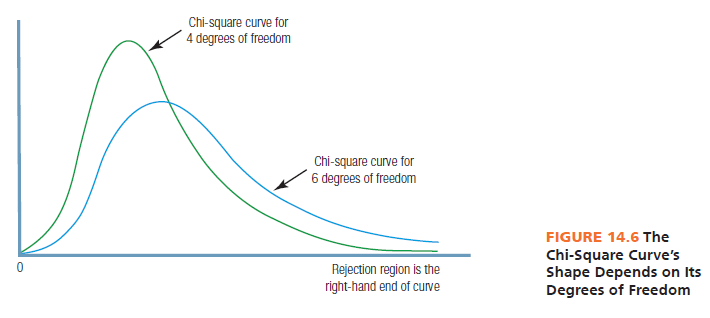 Chi-square curve for
4 degrees of freedom
Chi-square curve for
6 degrees of freedom
0
Rejection region is the
right-hand end of curve
FIGURE 14.6 The
Chi-Square Curve's
Shape Depends on Its
Degrees of Freedom